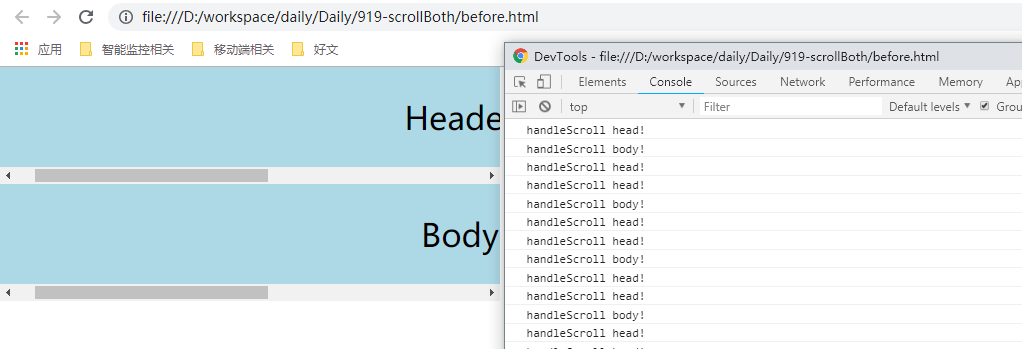 file:///D:/workspace/daily/Daily/919-scrollBoth/before.html
应用 智能监控相关 移动端相关 好文
Heade
Body
DevTools - file:///D:/workspace/daily/Daily/919-scrollBoth/before.html
Elements Console Sources Network Performance Memory Ap
top Filter Default levels Grou
handleScroll head!
handleScroll body!
handleScroll head!
handleScroll head!
handleScroll body!
handleScroll head!
handleScroll head!
handleScroll body!
handleScroll head!
handleScroll head!
handleScroll body!
handleScroll head!